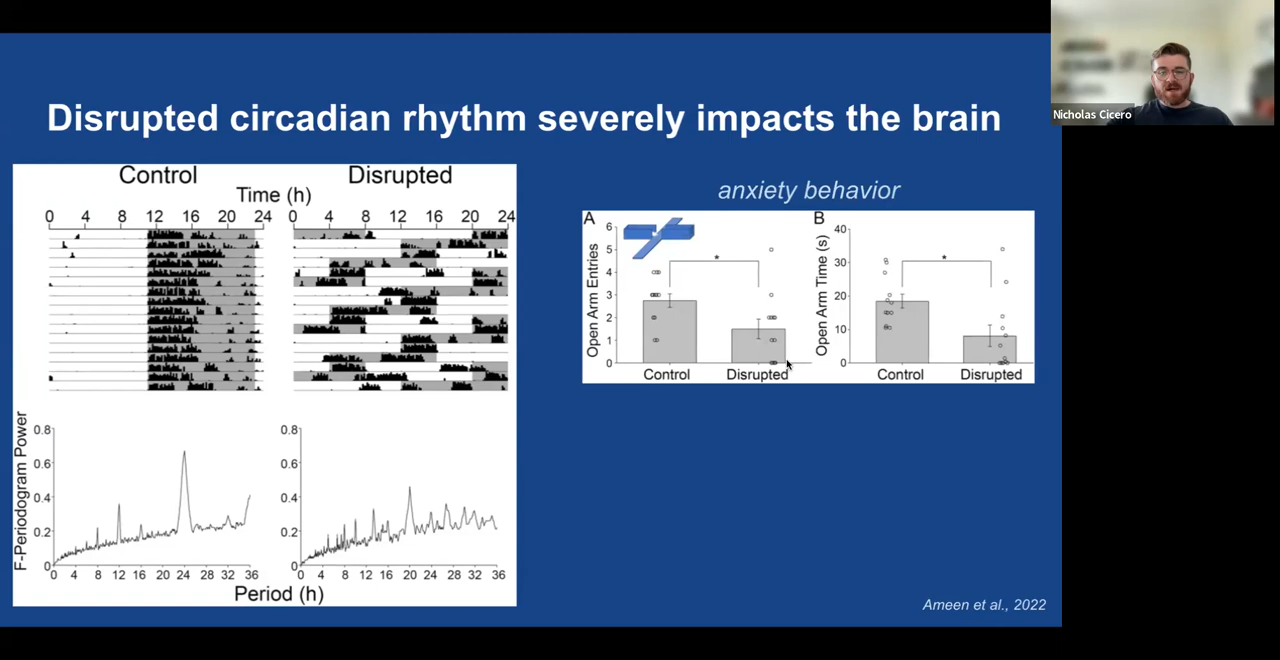 Disrupted circadian rhythm severely impacts the brain
Nicholas Cicero
Control Disrupted
Time (h)
0 4 8 12 16 20 24 0 4 8 12 16 20 24
F-Periodogram Power
0.8
0.6
0.4
0.2
0
0 4 8 12 16 20 24 28 32 36
0.8
0.6
0.4
0.2
0
0 4 8 12 16 20 24 28 32 36
Period (h)
anxiety behavior
A
Open Arm Entries
6
5
4
3
2
1
0
*
Control Disrupted
B
Open Arm Time (s)
40
30
20
10
0
*
Control Disrupted
Ameen et al., 2022